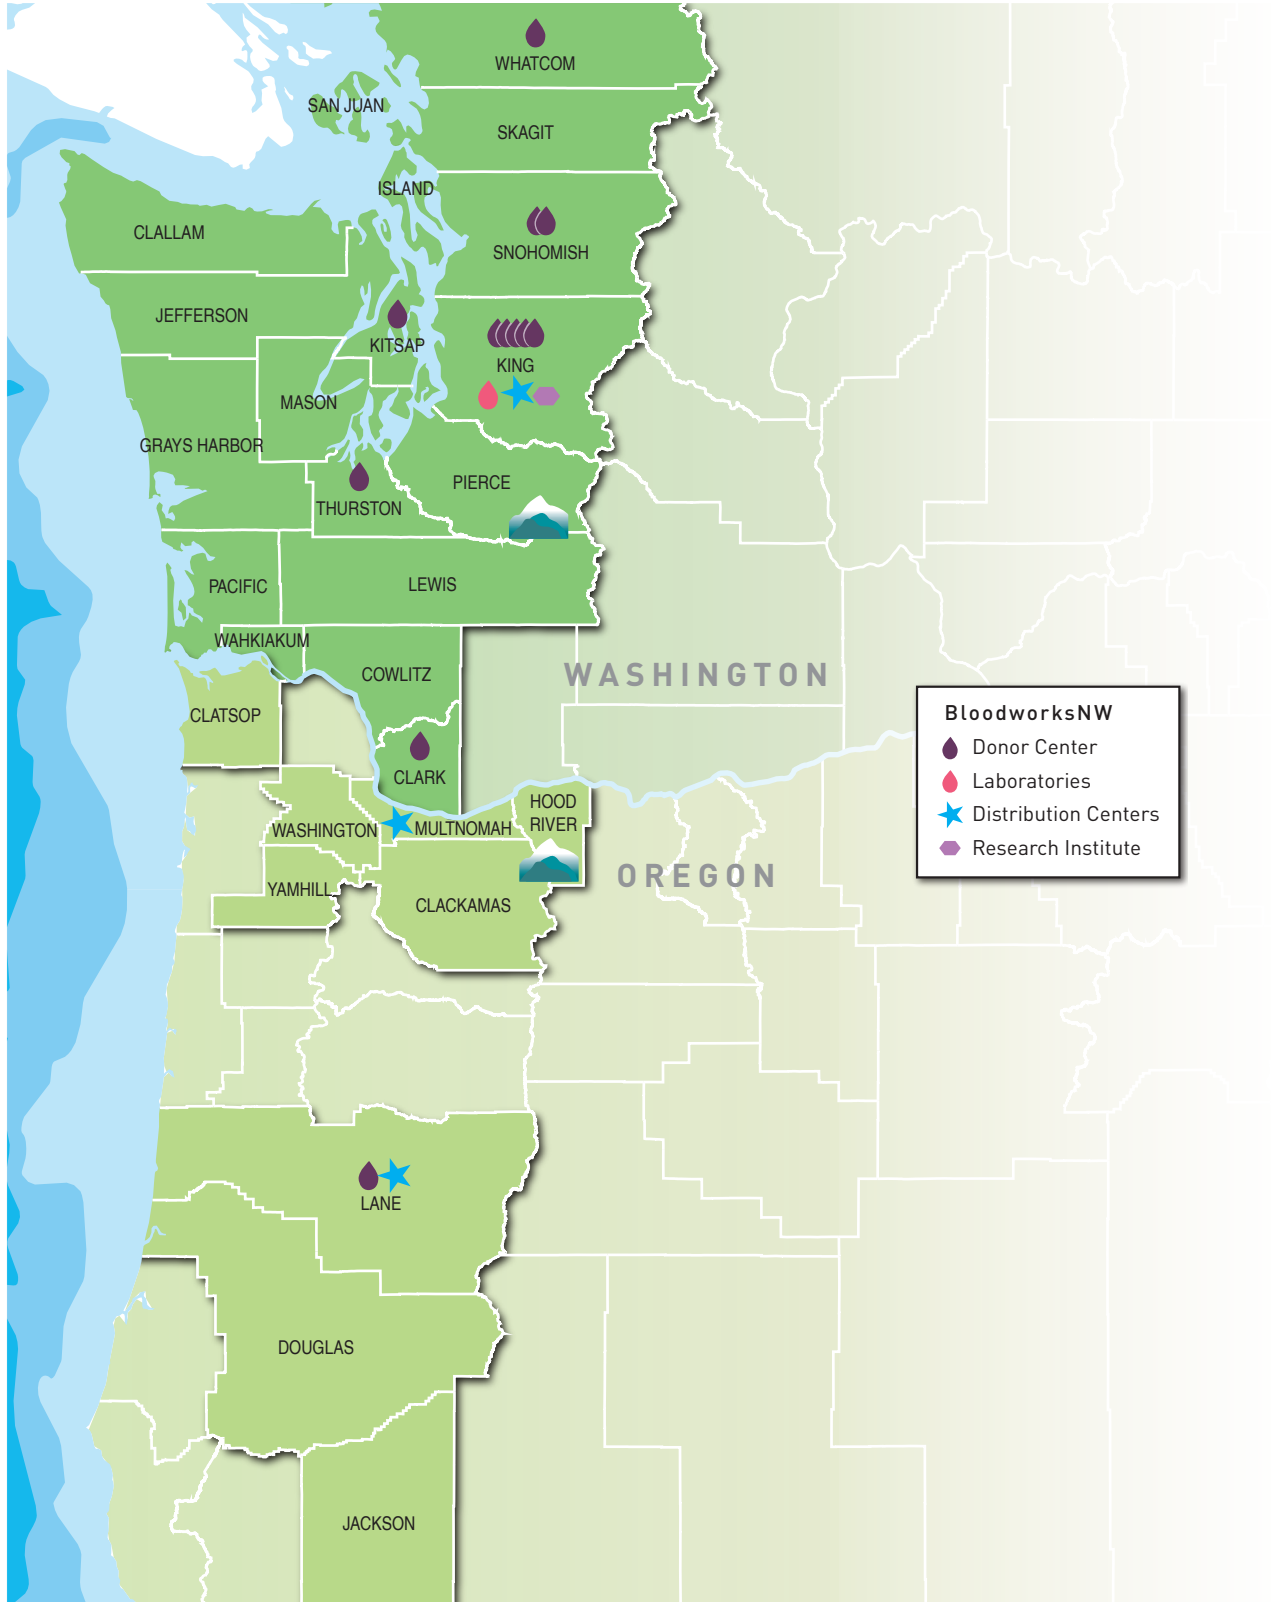 WHATCOM
SAN JUAN
SKAGIT
ISLAND
CLALLAM
SNOHOMISH
JEFFERSON
KITSAP
KING
MASON
GRAYS HARBOR
PIERCE
THURSTON
PACIFIC
LEWIS
WAHKIAKUM
COWLITZ
WASHINGTON
CLATSOP
CLARK
HOOD
RIVER
WASHINGTON
MULTNOMAH
OREGON
YAMHILL
CLACKAMAS
BloodworksNW
Donor Center
Laboratories
Distribution Centers
Research Institute
LANE
DOUGLAS
JACKSON